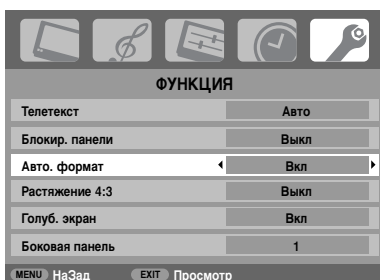 ФУНКЦИЯ
Телетекст Авто
Блокир. панели Выкл
Авто. формат Вкл
Растяжение 4:3 Выкл
Голуб. экран Вкл
Боковая панель 1
MENU НаЗад EXIT Просмотр